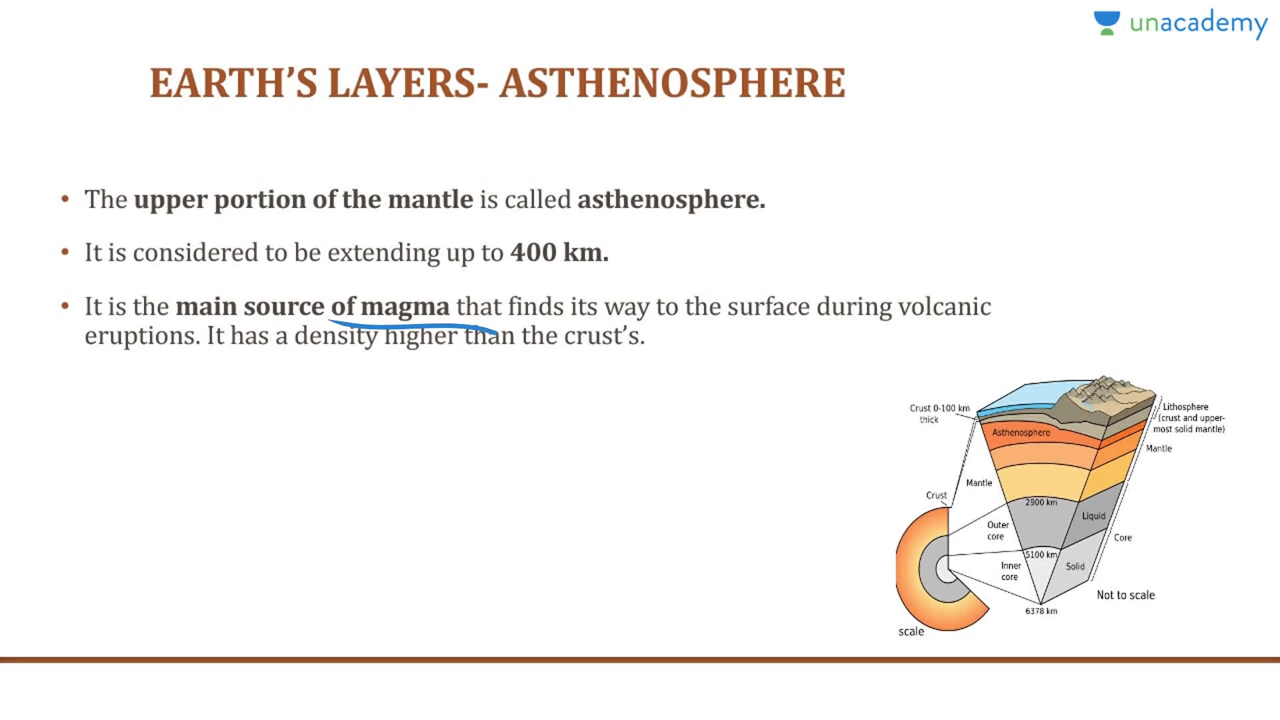 unacademy
EARTH’S LAYERS- ASTHENOSPHERE
• The upper portion of the mantle is called asthenosphere.
• It is considered to be extending up to 400 km.
• It is the main source of magma that finds its way to the surface during volcanic
eruptions. It has a density higher than the crust’s.
Crust 0-100 km
thick
Asthenosphere
Lithosphere
(crust and upper-
most solid mantle)
Mantle
Mantle
Crust
2900 km
Liquid
Outer
core
Core
5100 km
Inner
core
Solid
Not to scale
6378 km
scale